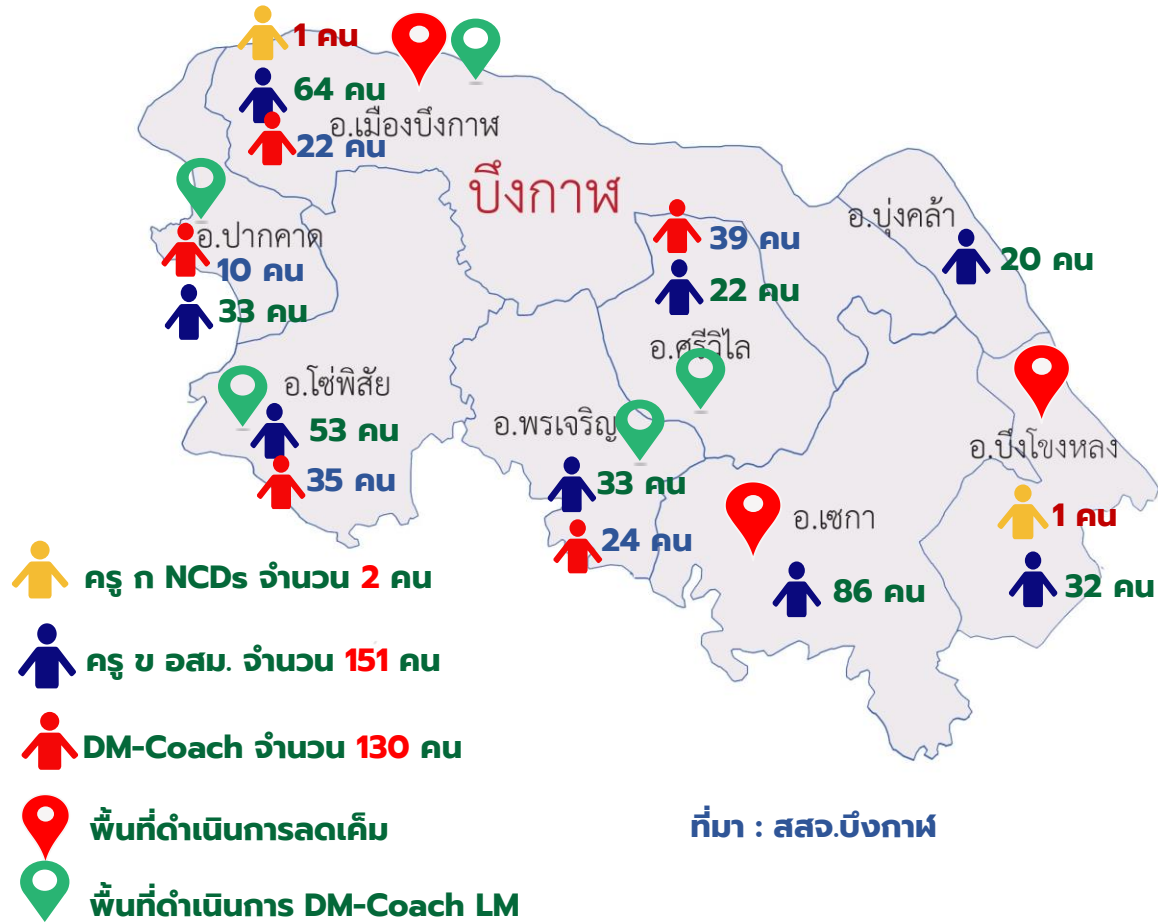 1 คน
64 คน
อ.เมืองบึงกาฬ
22 คน
บึงกาฬ
อ.ปากคาด
10 คน
33 คน
39 คน
22 คน
อ.ศรีวิไล
อ.บุ่งคล้า
20 คน
อ.โซ่พิสัย
53 คน
35 คน
อ.พรเจริญ
33 คน
24 คน
อ.เซกา
86 คน
อ.บึงโขงหลง
1 คน
32 คน
ครู ก NCDs จำนวน 2 คน
ครู ข อสม. จำนวน 151 คน
DM-Coach จำนวน 130 คน
พื้นที่ดำเนินการลดเค็ม
พื้นที่ดำเนินการ DM-Coach LM
ที่มา : สสจ.บึงกาฬ